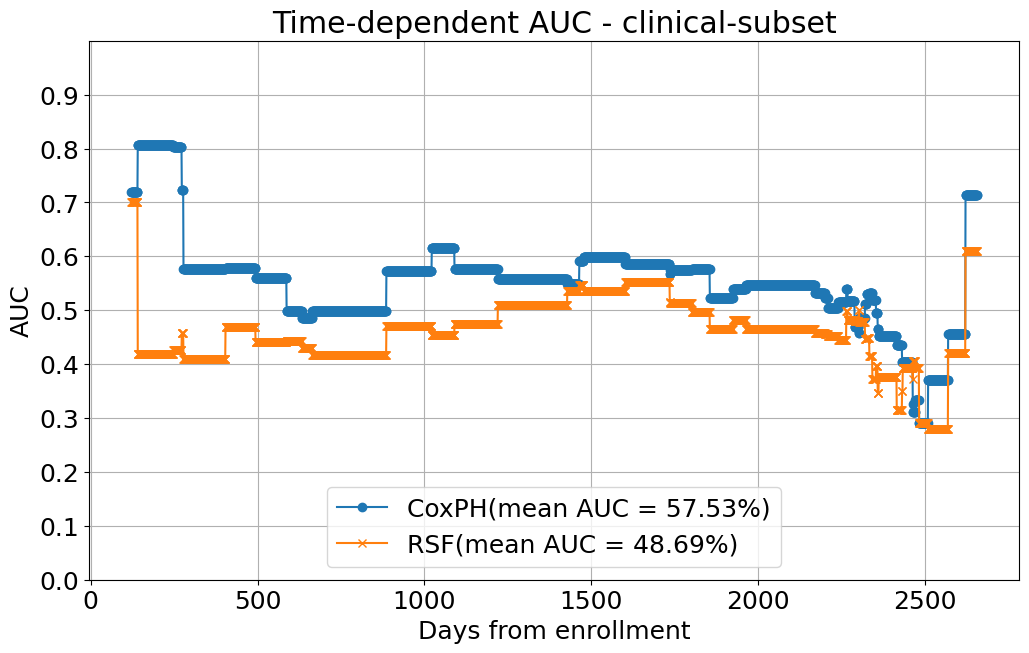 Time-dependent AUC - clinical-subset
AUC
0.9
0.8
0.7
0.6
0.5
0.4
0.3
0.2
0.1
0.0
CoxPH(mean AUC = 57.53%)
RSF(mean AUC = 48.69%)
0 500 1000 1500 2000 2500
Days from enrollment